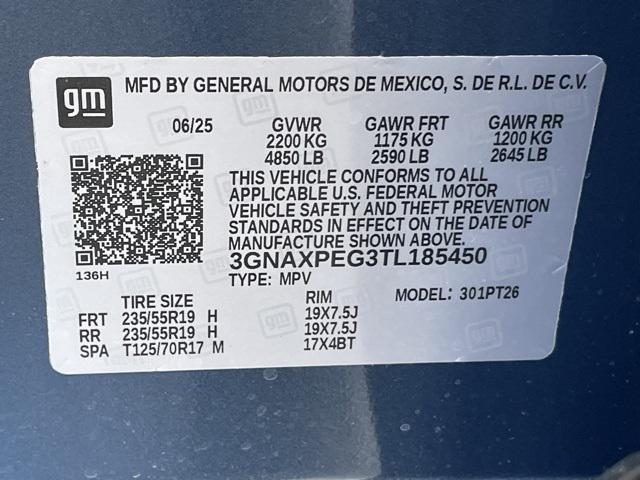 gm
MFD BY GENERAL MOTORS DE MEXICO, S. DE R.L. DE C.V.
06/25 GVWR GAWR FRT GAWR RR
2200 KG 1175 KG 1200 KG
4850 LB 2590 LB 2645 LB
THIS VEHICLE CONFORMS TO ALL
APPLICABLE U.S. FEDERAL MOTOR
VEHICLE SAFETY AND THEFT PREVENTION
STANDARDS IN EFFECT ON THE DATE OF
MANUFACTURE SHOWN ABOVE.
3GNAXPEG3TL185450
136H
TYPE: MPV
MODEL: 301PT26
TIRE SIZE RIM
FRT 235/55R19 H 19X7.5J
RR 235/55R19 H 19X7.5J
SPA T125/70R17 M 17X4BT